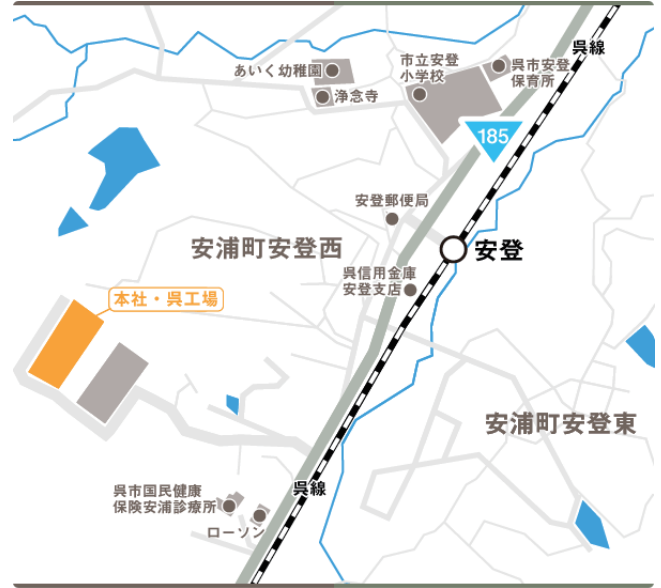 呉線
市立安登
小学校
呉市安登
保育所
あいく幼稚園
浄念寺
185
安登郵便局
安浦町安登西
安登
呉信用金庫
安登支店
本社・呉工場
安浦町安登東
呉線
呉市国民健康
保険安浦診療所
ローソン